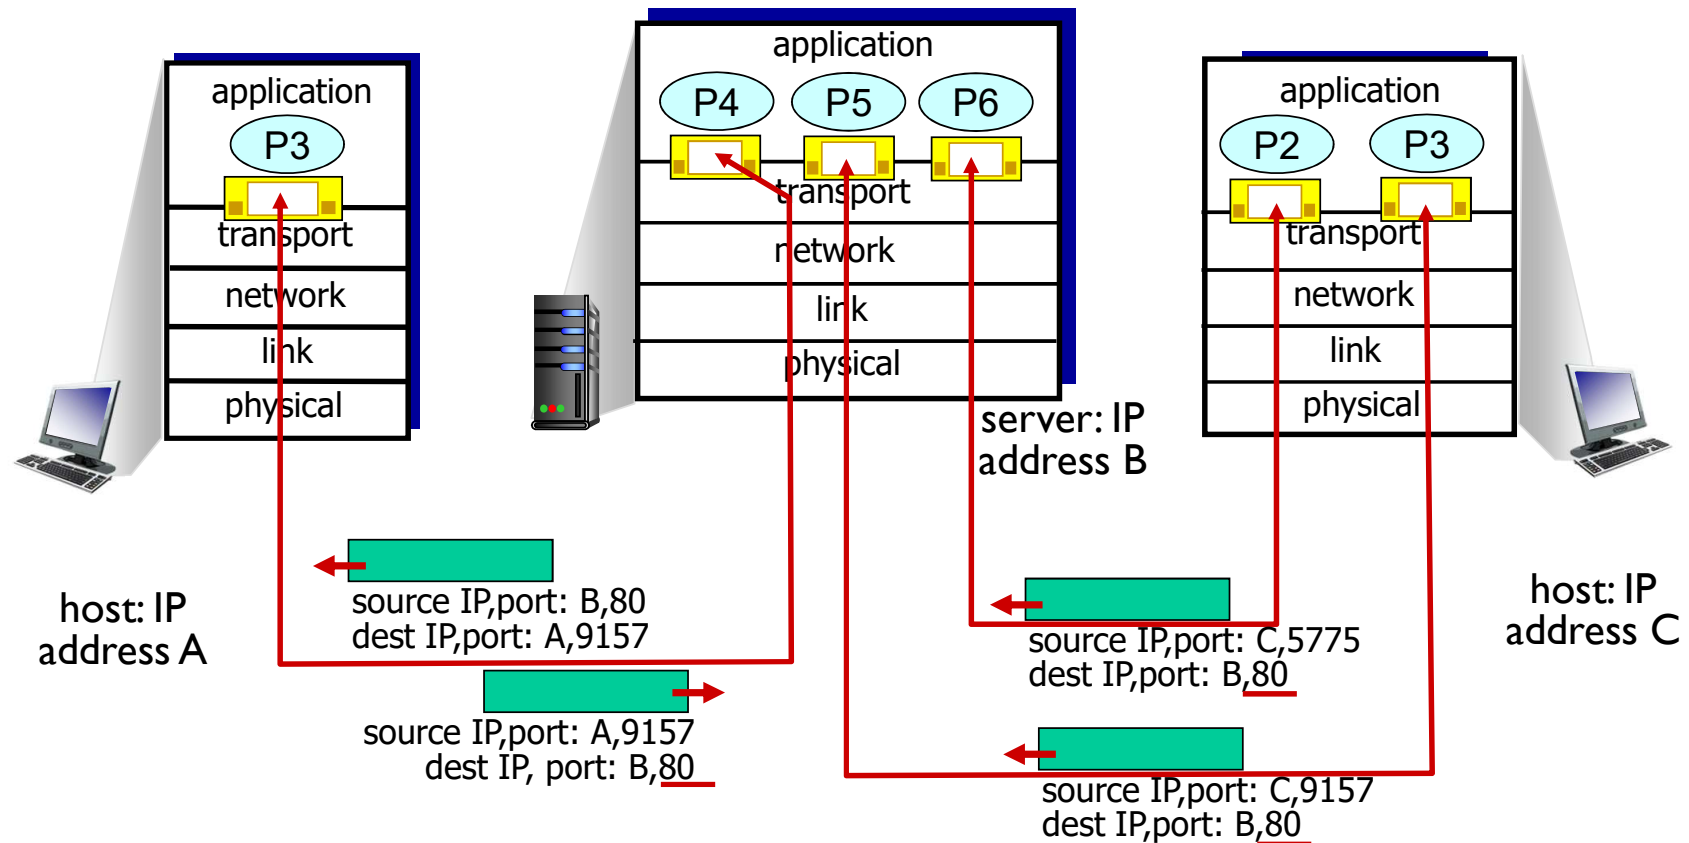 application
P3
transport
network
link
physical
host: IP
address A
application
P4
P5
P6
transport
network
link
physical
server: IP
address B
application
P2
P3
transport
network
link
physical
host: IP
address C
source IP,port: B,80
dest IP,port: A,9157
source IP,port: A,9157
dest IP, port: B,80
source IP,port: C,5775
dest IP,port: B,80
source IP,port: C,9157
dest IP,port: B,80